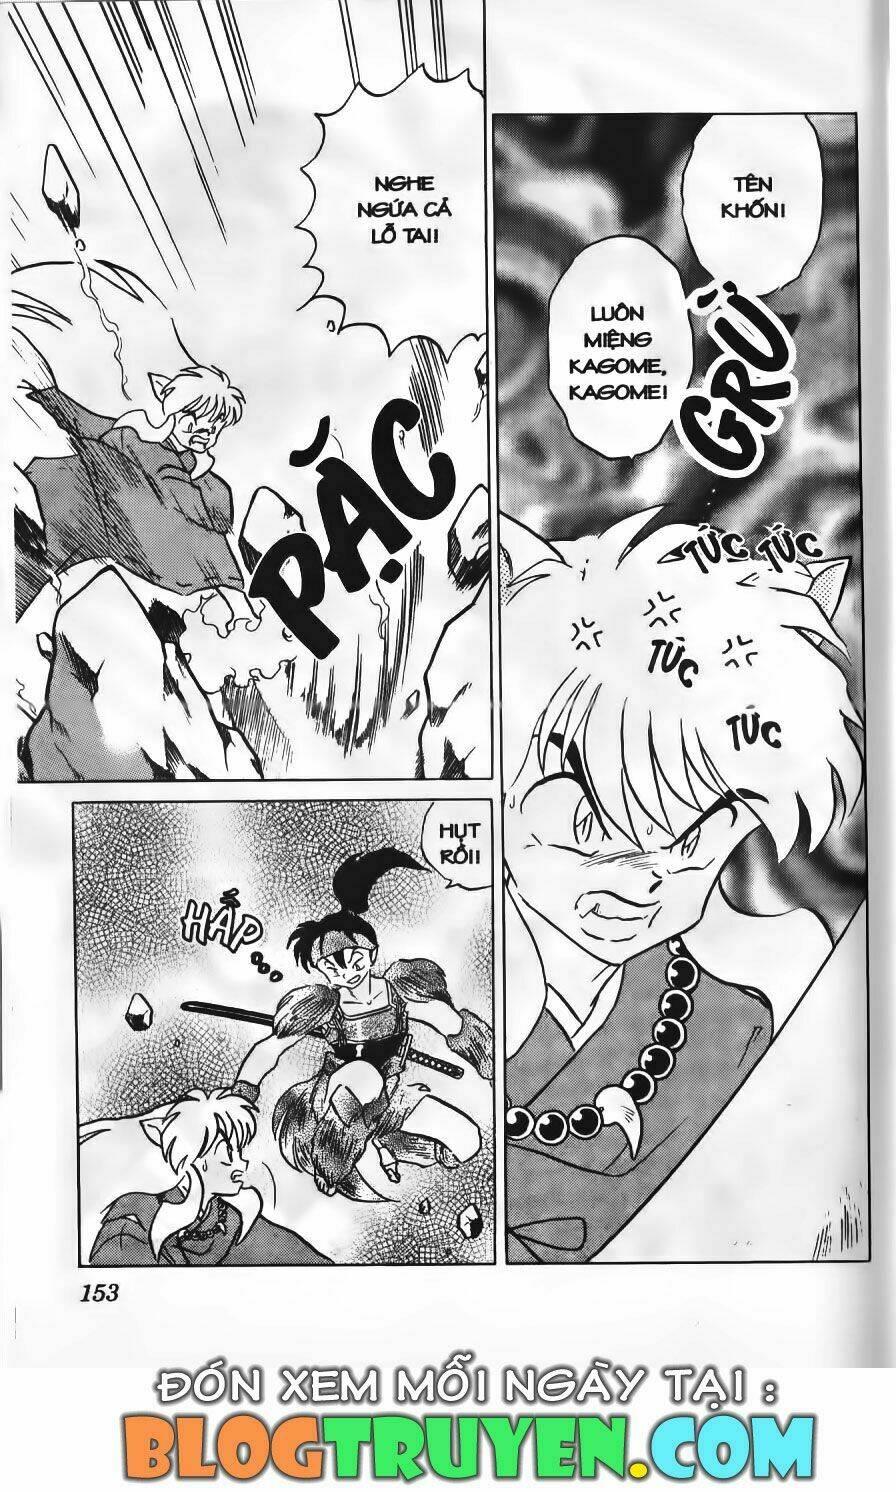 TÊN
KHỐN!
LUÔN
MIỆNG
KAGOME,
KAGOME!
GRỪ
TỨC TỨC
TỨC
TỨC
NGHE
NGỨA CẢ
LỖ TAI!
PẶC
HỤT
RỒI!
HẤP...
153
ĐÓN XEM MỖI NGÀY TẠI :
BLOGTRUYEN.COM